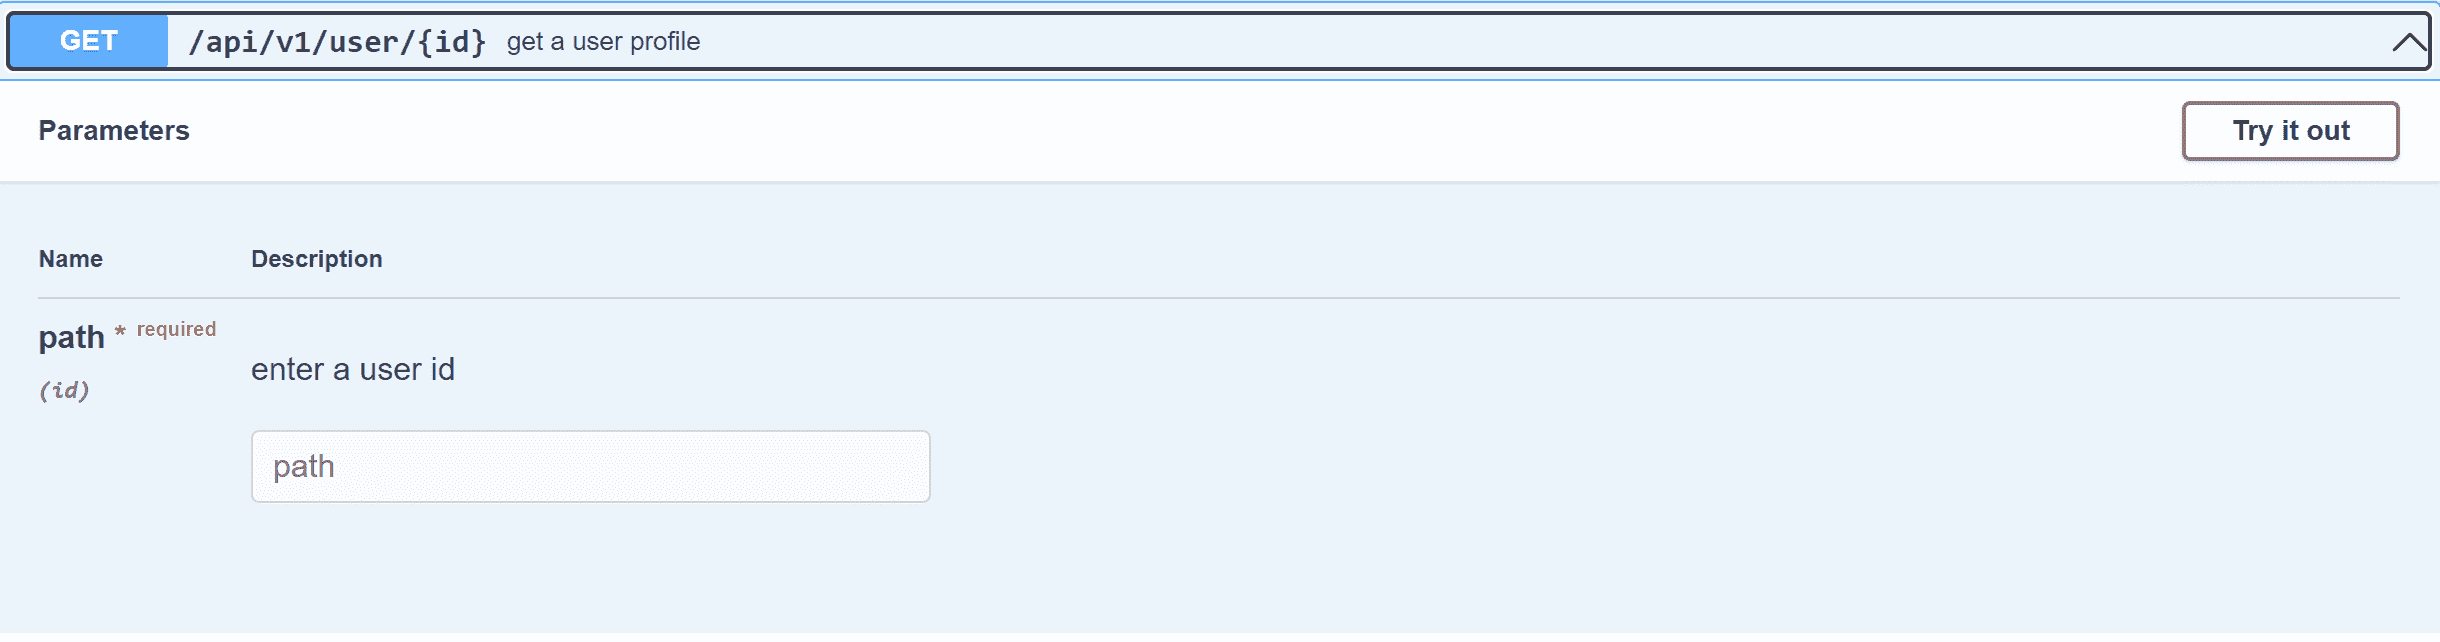 GET /api/v1/user/{id} get a user profile
Parameters
Try it out
Name Description
path * required
(id)
enter a user id
path